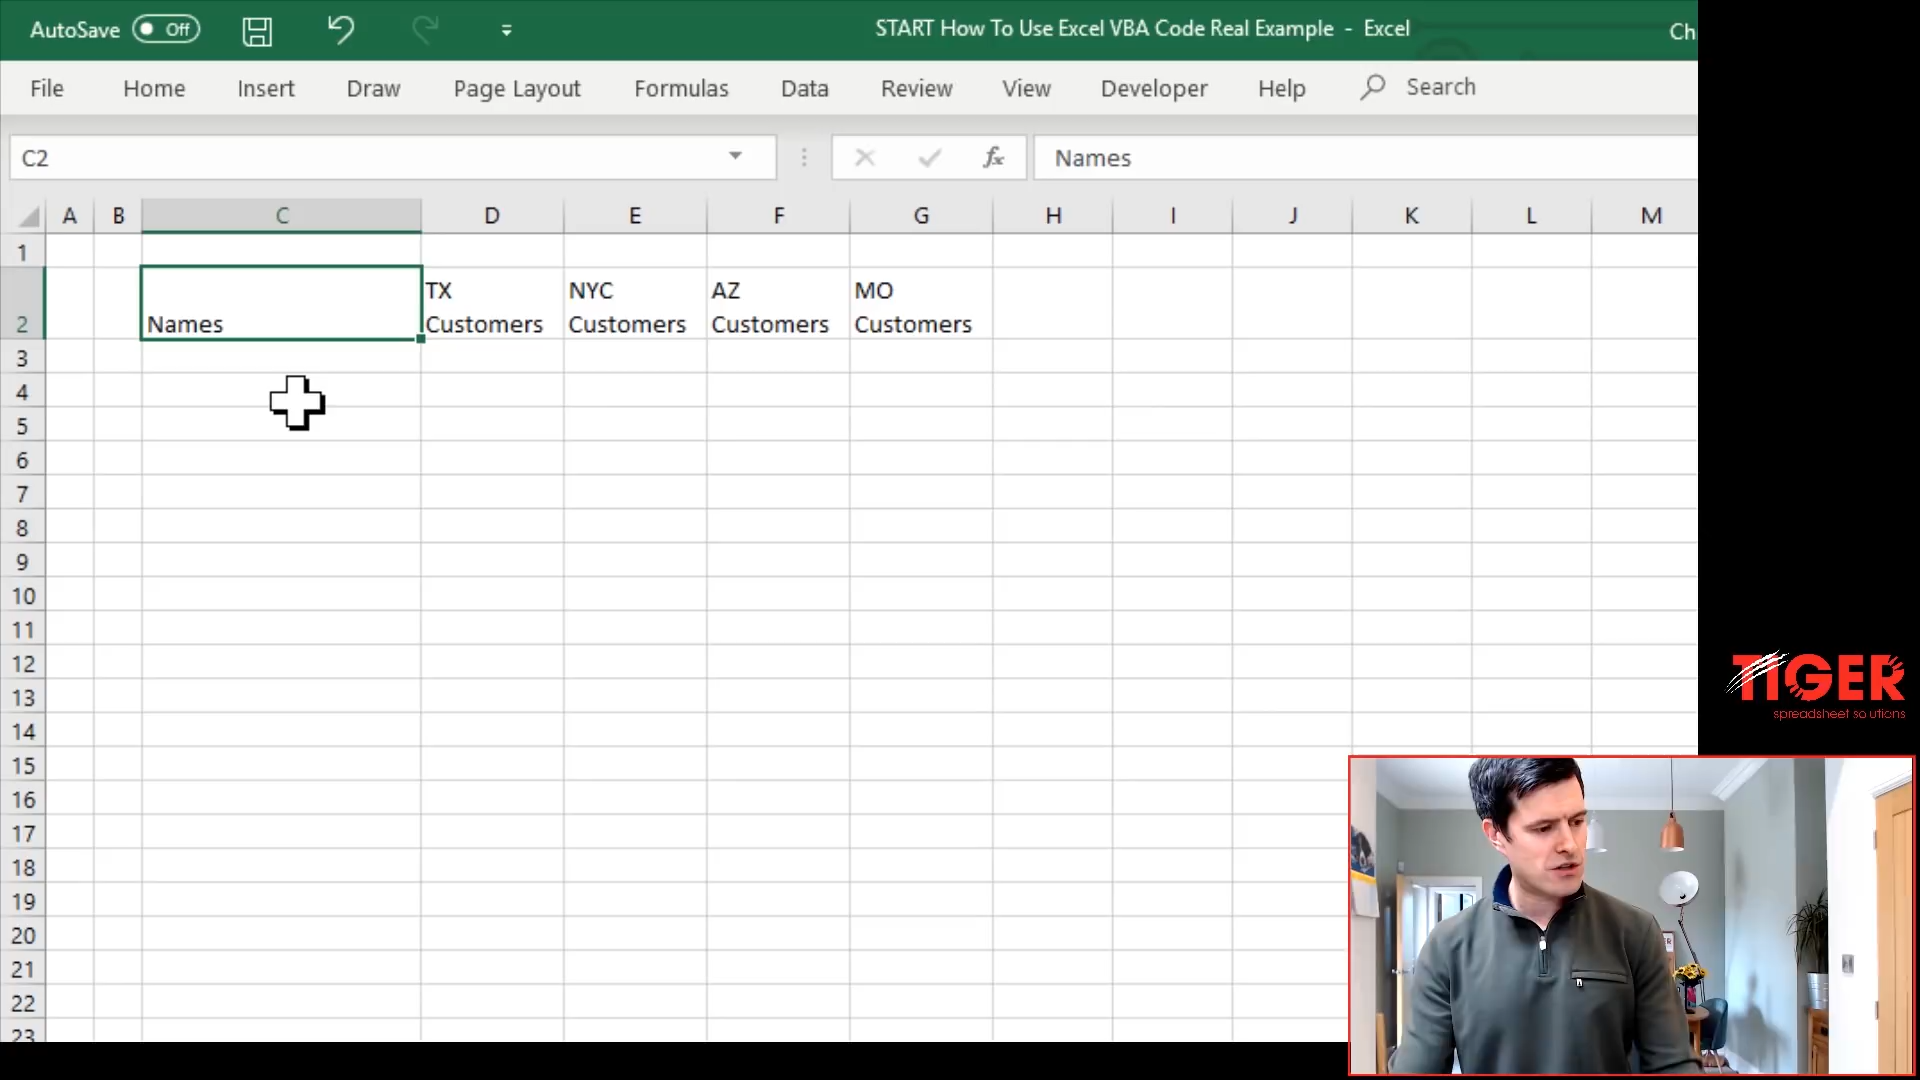 AutoSave Off
START How To Use Excel VBA Code Real Example - Excel
Ch
File Home Insert Draw Page Layout Formulas Data Review View Developer Help Search
C2
fx Names
A B C D E F G H I J K L M
1
TX NYC AZ MO
2 Names Customers Customers Customers Customers
3
4
5
6
7
8
9
10
11
12
13
14
15
16
17
18
19
20
21
22
23
TIGER
spreadsheet solutions